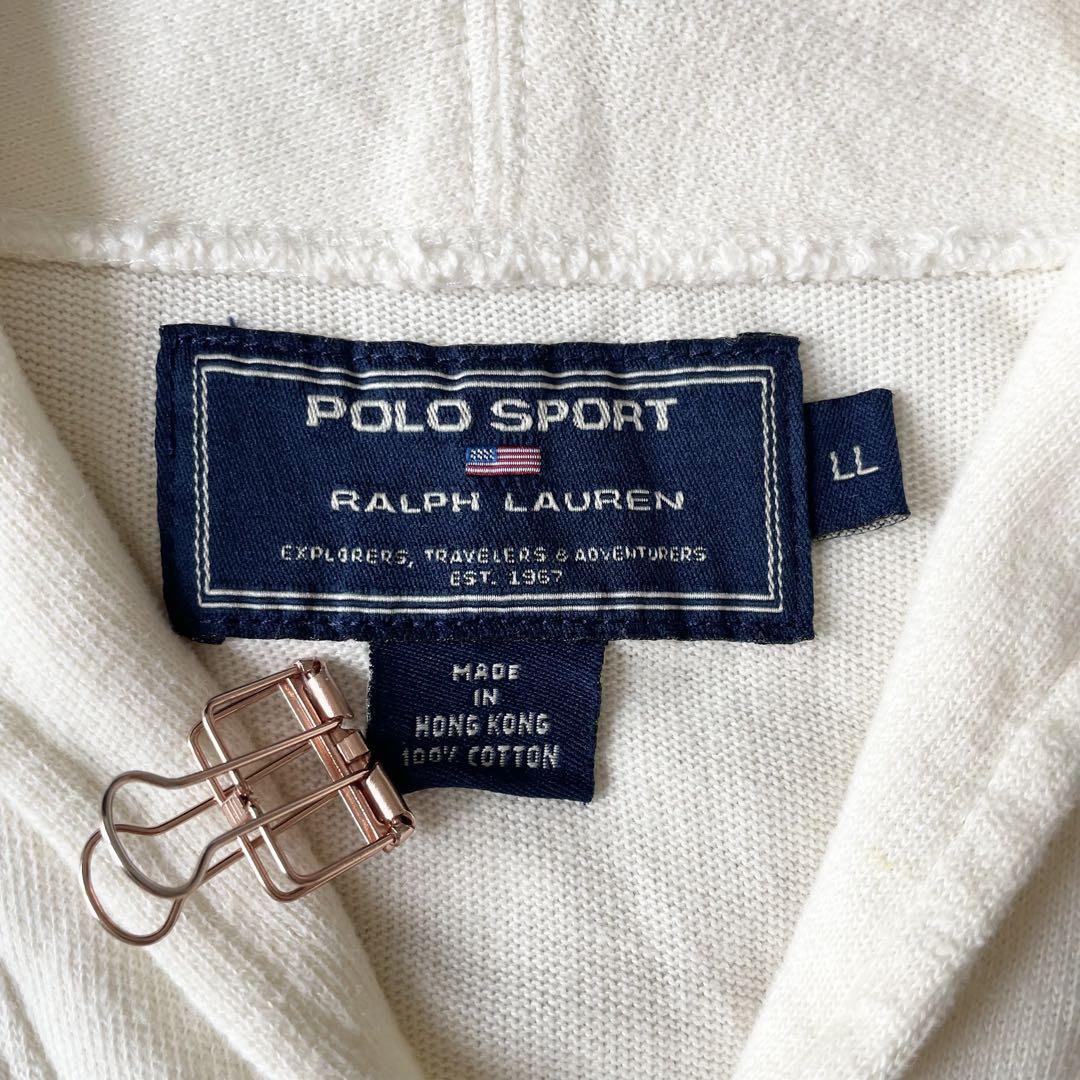 POLO SPORT
RALPH LAUREN
EXPLORERS, TRAVELERS & ADVENTURERS
EST. 1967
LL
MADE
IN
HONG KONG
100% COTTON